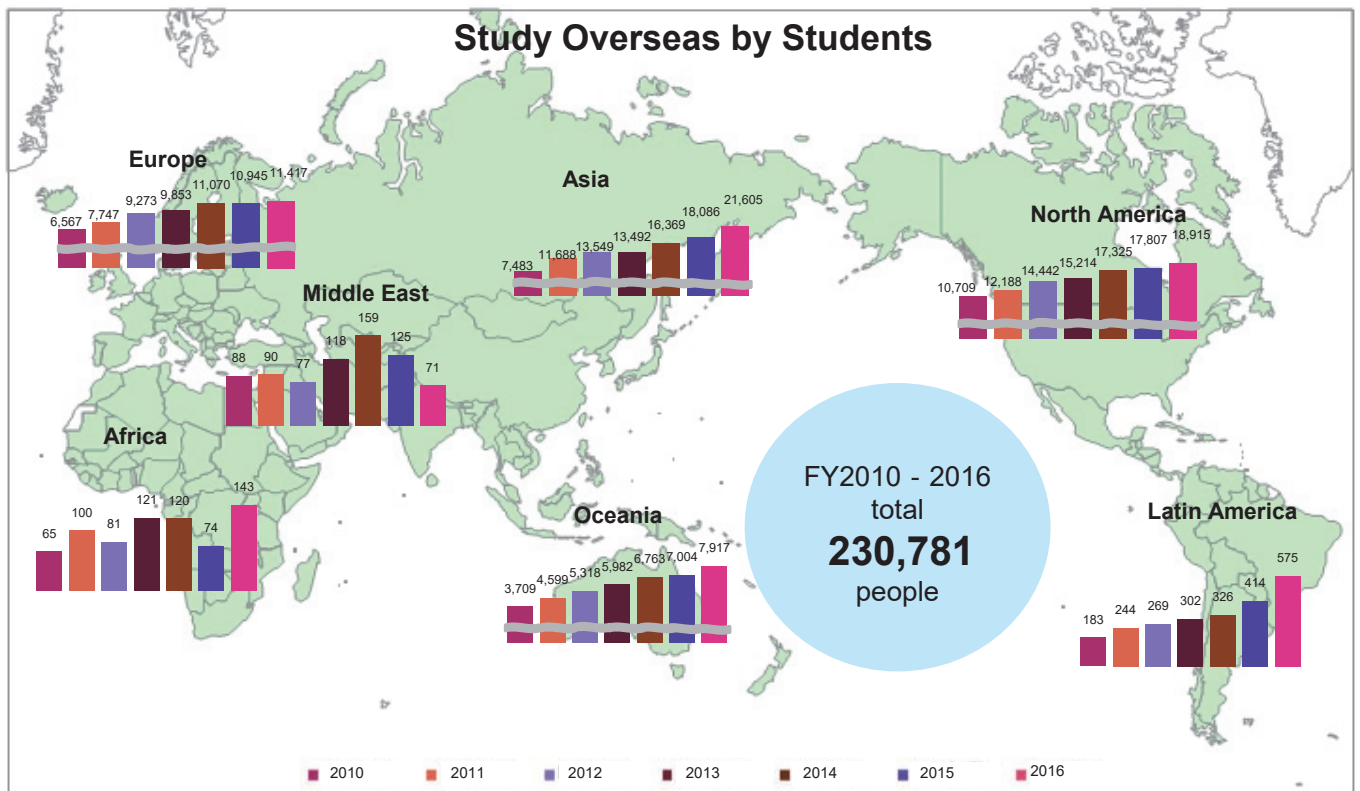 Study Overseas by Students
Europe
6,567 7,747 9,273 9,853 11,070 10,945 11,417
Asia
7,483 11,688 13,549 13,492 16,369 18,086 21,605
North America
10,709 12,188 14,442 15,214 17,325 17,807 18,915
Middle East
88 90 77 118 159 125 71
Africa
65 100 81 121 120 74 143
Oceania
3,709 4,599 5,318 5,982 6,763 7,004 7,917
FY2010 - 2016
total
230,781
people
Latin America
183 244 269 302 326 414 575
2010 2011 2012 2013 2014 2015 2016